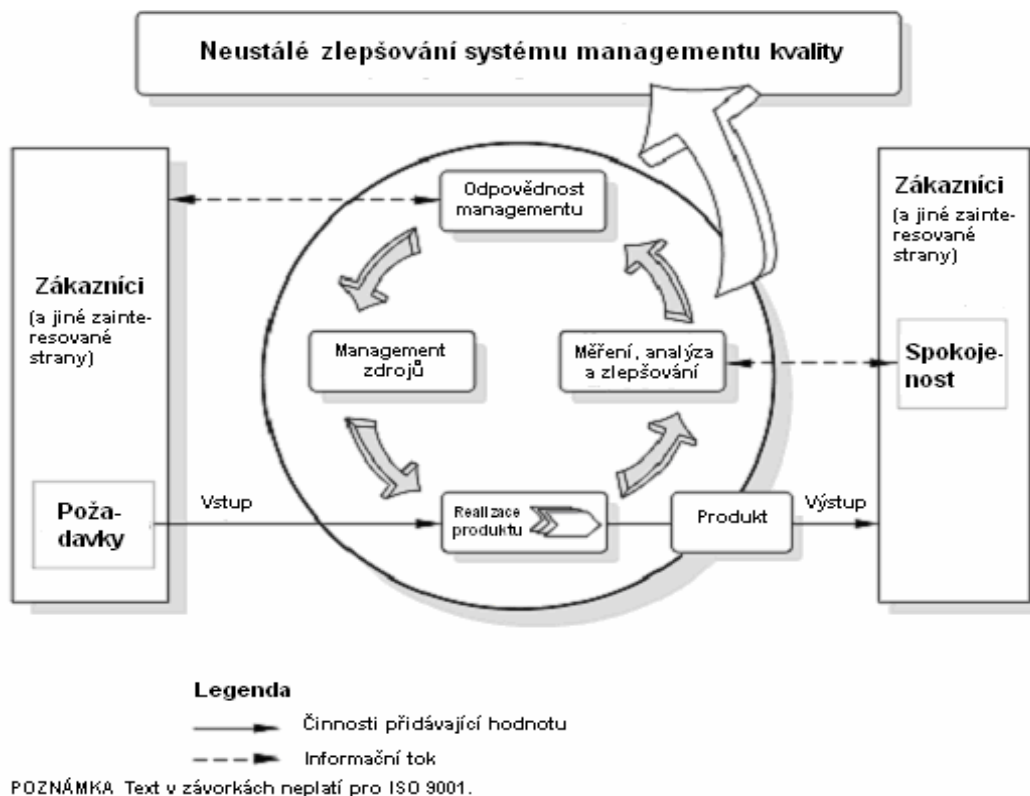 Neustálé zlepšování systému managementu kvality
Zákazníci
(a jiné zainte-
resované
strany)
Poža-
davky
Vstup
Odpovědnost
managementu
Management
zdrojů
Měření, analýza
a zlepšování
Realizace
produktu
Produkt
Výstup
Zákazníci
(a jiné zainte-
resované
strany)
Spokoje-
nost
Legenda
Činnosti přidávající hodnotu
Informační tok
POZNÁMKA Text v závorkách neplatí pro ISO 9001.